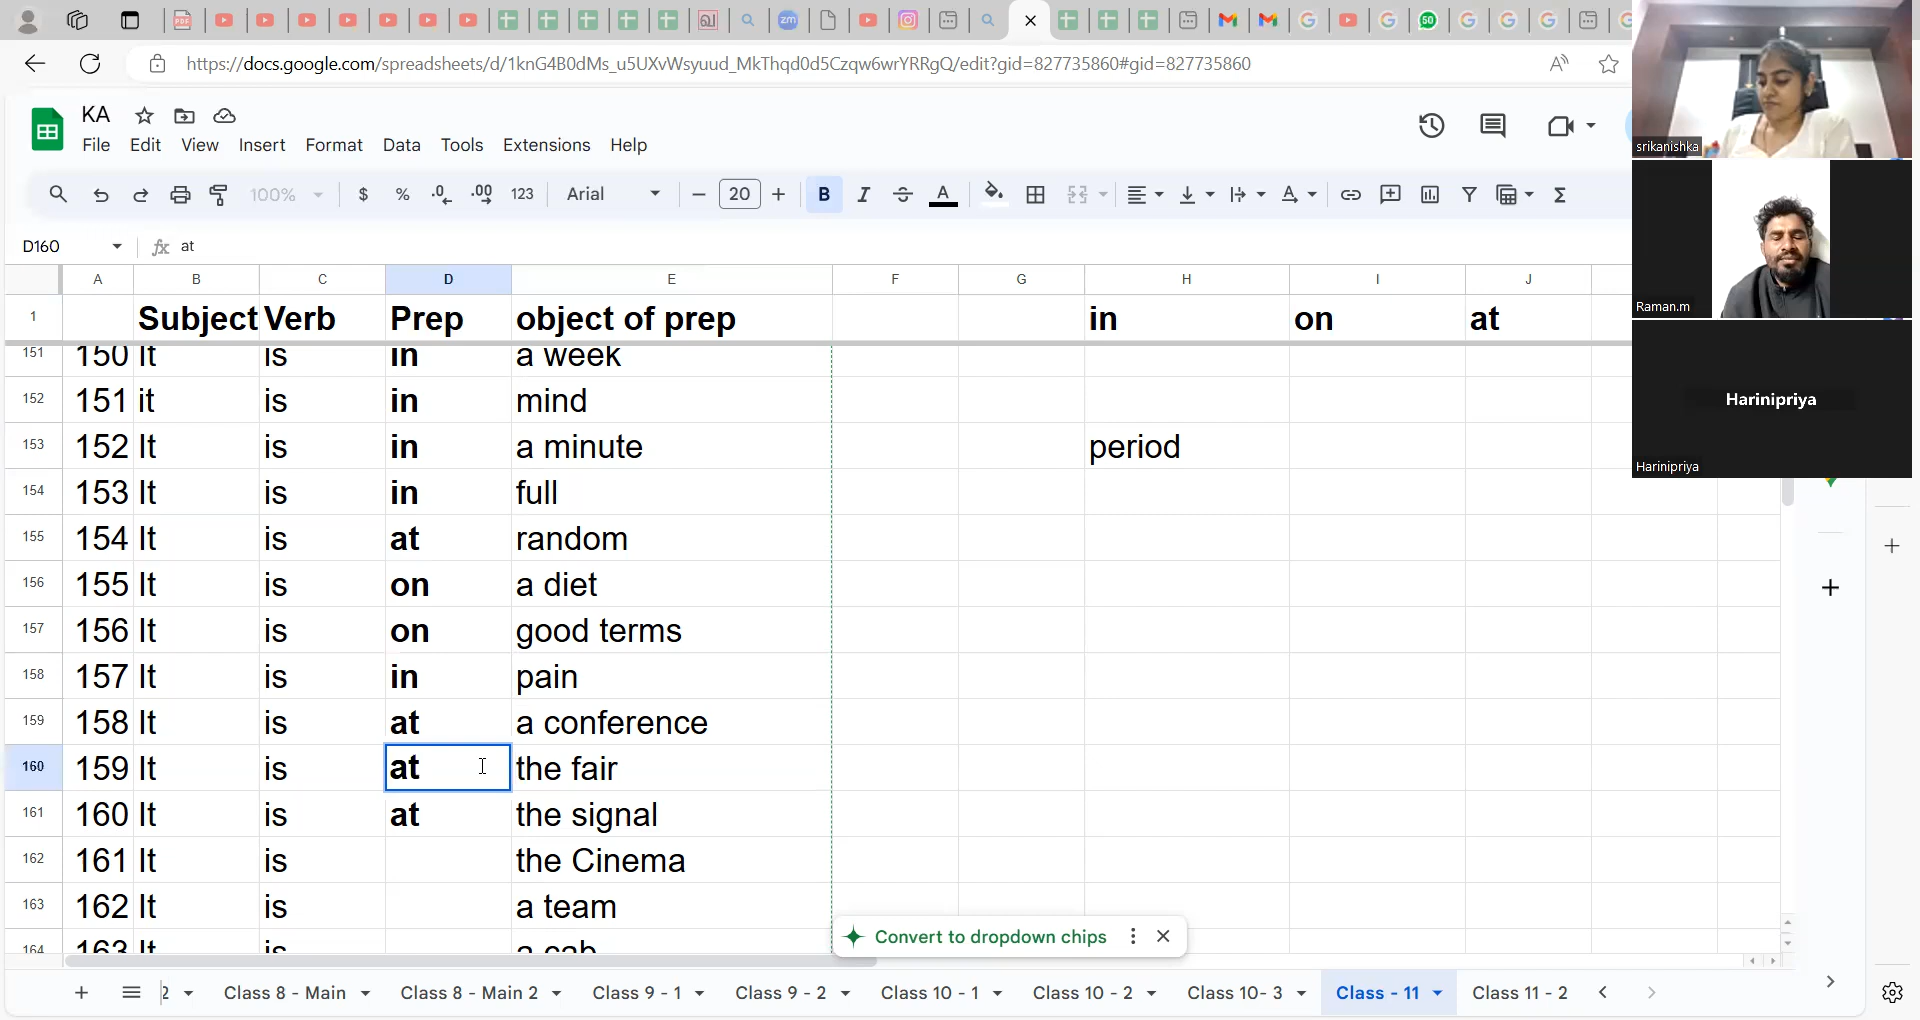 https://docs.google.com/spreadsheets/d/1knG4B0dMs_u5UXvWsyuud_MkThqd0d5Czqw6wrYRRgQ/edit?gid=827735860#gid=827735860
KA
File Edit View Insert Format Data Tools Extensions Help
100% $ % .0 .00 123 Arial 20 B I A
D160 fx at
A B C D E F G H I J
1 Subject Verb Prep object of prep in on at
151 150 It is in a week
152 151 it is in mind
153 152 It is in a minute period
154 153 It is in full
155 154 It is at random
156 155 It is on a diet
157 156 It is on good terms
158 157 It is in pain
159 158 It is at a conference
160 159 It is at the fair
161 160 It is at the signal
162 161 It is the Cinema
163 162 It is a team
164 163 It is a cab
Convert to dropdown chips
2 Class 8 - Main Class 8 - Main 2 Class 9 - 1 Class 9 - 2 Class 10 - 1 Class 10 - 2 Class 10- 3 Class - 11 Class 11 - 2
srikanishka
Raman.m
Harinipriya
Harinipriya